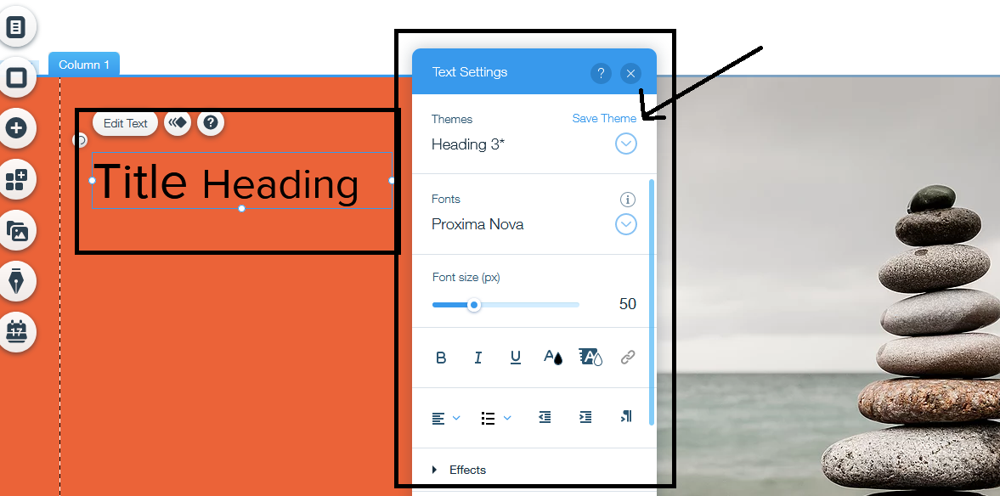 Column 1
Edit Text
?
Title Heading
Text Settings
?
Themes
Save Theme
Heading 3*
Fonts
i
Proxima Nova
Font size (px)
50
B I U A A
17
Effects